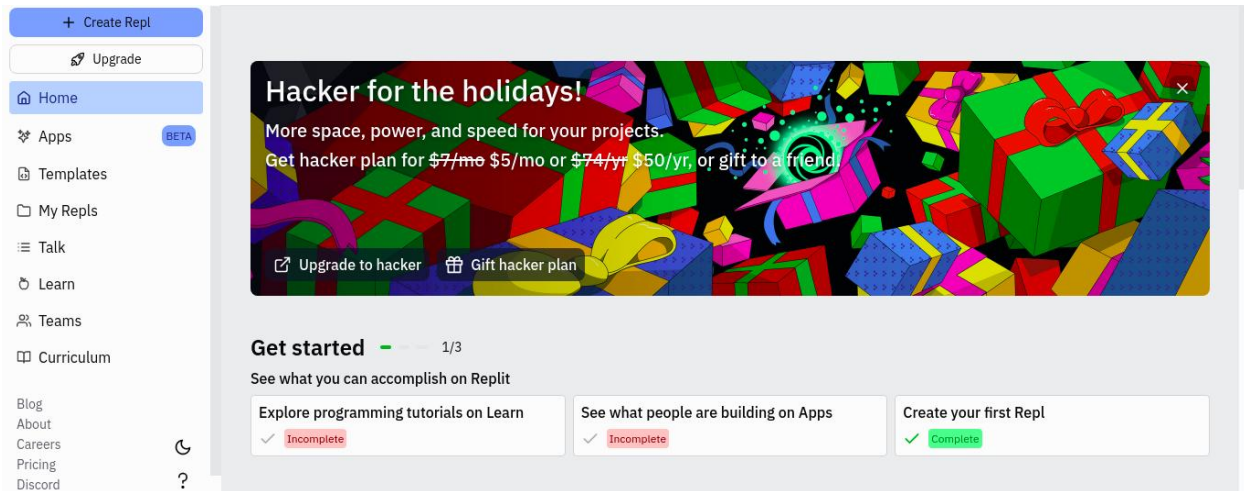 Create Repl
Upgrade
Home
Apps BETA
Templates
My Repls
Talk
Learn
Teams
Curriculum
Blog
About
Careers
Pricing
Discord
?
Hacker for the holidays!
More space, power, and speed for your projects.
Get hacker plan for $7/mo $5/mo or $74/yr $50/yr, or gift to a friend.
Upgrade to hacker Gift hacker plan
Get started 1/3
See what you can accomplish on Replit
Explore programming tutorials on Learn
Incomplete
See what people are building on Apps
Incomplete
Create your first Repl
Complete